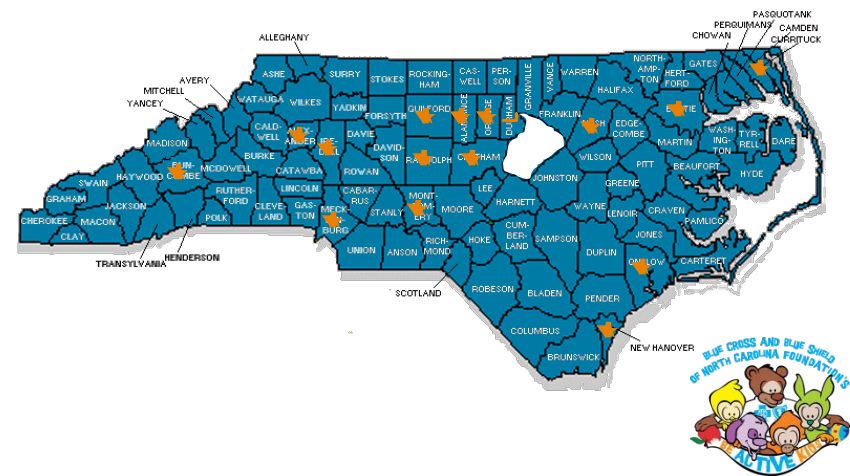 PASQUOTANK
PERQUIMANS
CAMDEN
CHOWAN
CURRITUCK
ALLEGHANY
ASHE
SURRY
STOKES
ROCKING-
HAM
CAS-
WELL
PER-
SON
GRANVILLE
VANCE
WARREN
NORTH-
AMP-
TON
HERT-
FORD
GATES
HALIFAX
AVERY
MITCHELL
YANCEY
WATAUGA
WILKES
YADKIN
FORSYTH
GUILFORD
DURHAM
FRANKLIN
EDGE-
COMBE
MARTIN
WASH-
ING-
TON
TYR-
RELL
DARE
MADISON
CALD-
WELL
DAVIE
DAVID-
SON
BURKE
MCDOWELL
CATAWBA
ROWAN
RANDOLPH
WILSON
PITT
BEAUFORT
HYDE
HAYWOOD
SWAIN
GRAHAM
CHEROKEE
CLAY
MACON
JACKSON
RUTHER-
FORD
POLK
CLEVE-
LAND
LINCOLN
GAS-
TON
MECK-
BURG
CABAR-
RUS
STANLY
MONT-
MOORE
LEE
HARNETT
JOHNSTON
GREENE
WAYNE
LENOIR
CRAVEN
PAMLICO
JONES
CARTERET
UNION
ANSON
RICH-
MOND
HOKE
CUM-
BER-
LAND
SAMPSON
DUPLIN
TRANSYLVANIA
HENDERSON
SCOTLAND
ROBESON
BLADEN
PENDER
COLUMBUS
BRUNSWICK
NEW HANOVER
BLUE CROSS AND BLUE SHIELD
OF NORTH CAROLINA FOUNDATION'S
BE ACTIVE KIDS